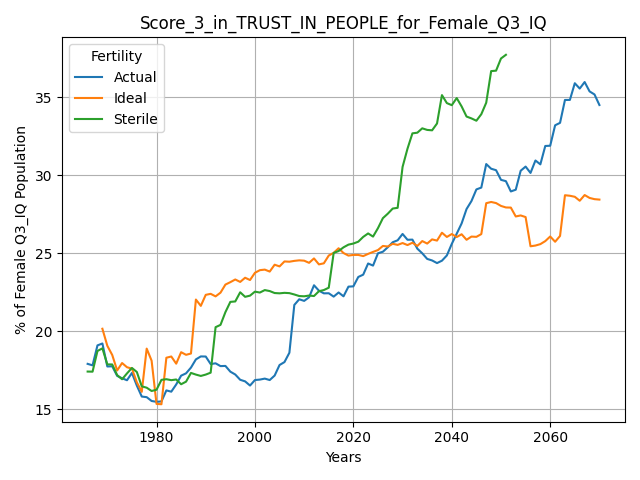 Score_3_in_TRUST_IN_PEOPLE_for_Female_Q3_IQ
Fertility
Actual
Ideal
Sterile
% of Female Q3_IQ Population
35
30
25
20
15
1980
2000
2020
2040
2060
Years